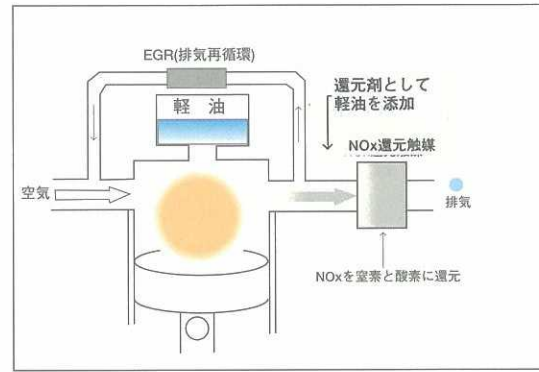 EGR(排気再循環)
軽 油
還元剤として
軽油を添加
NOx還元触媒
空気
排気
NOxを窒素と酸素に還元